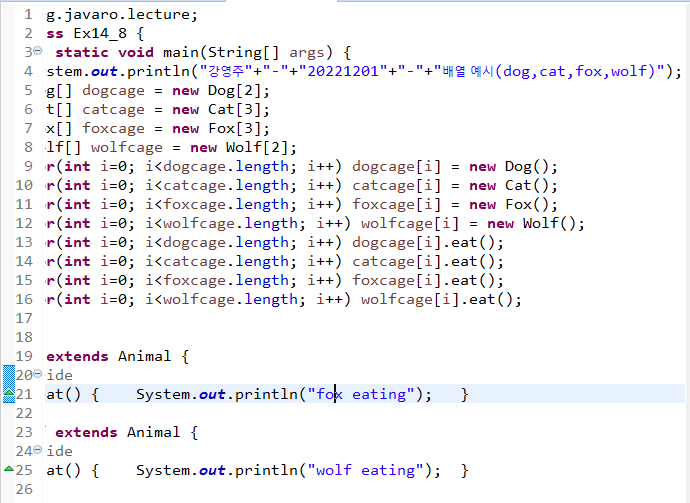 1 g.javaro.lecture;
2 ss Ex14_8 {
3 static void main(String[] args) {
4 stem.out.println("강영주"+"-"+"20221201"+"-"+"배열 예시(dog,cat,fox,wolf)");
5 g[] dogcage = new Dog[2];
6 t[] catcage = new Cat[3];
7 x[] foxcage = new Fox[3];
8 lf[] wolfcage = new Wolf[2];
9 r(int i=0; i<dogcage.length; i++) dogcage[i] = new Dog();
10 r(int i=0; i<catcage.length; i++) catcage[i] = new Cat();
11 r(int i=0; i<foxcage.length; i++) foxcage[i] = new Fox();
12 r(int i=0; i<wolfcage.length; i++) wolfcage[i] = new Wolf();
13 r(int i=0; i<dogcage.length; i++) dogcage[i].eat();
14 r(int i=0; i<catcage.length; i++) catcage[i].eat();
15 r(int i=0; i<foxcage.length; i++) foxcage[i].eat();
16 r(int i=0; i<wolfcage.length; i++) wolfcage[i].eat();
17
18
19 extends Animal {
20 ide
21 at() { System.out.println("fox eating"); }
22
23 extends Animal {
24 ide
25 at() { System.out.println("wolf eating"); }
26